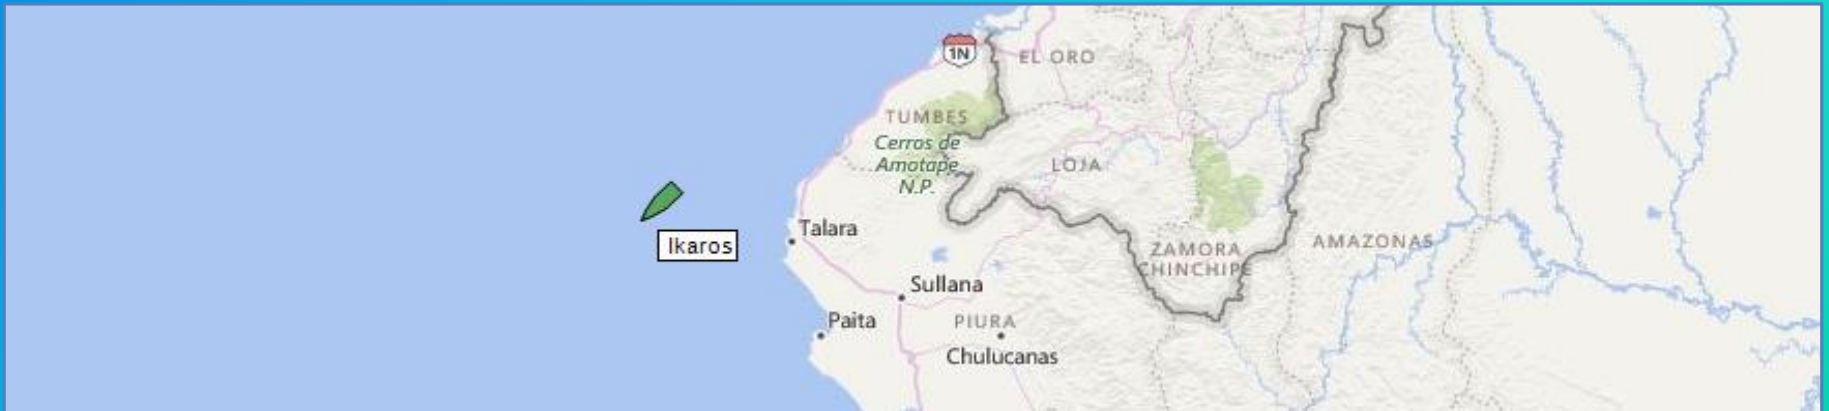 1N
EL ORO
TUMBES
Cerros de
Amotape
N.P.
LOJA
Talara
Ikaros
ZAMORA
CHINCHIPE
AMAZONAS
Sullana
Paita
PIURA
Chulucanas